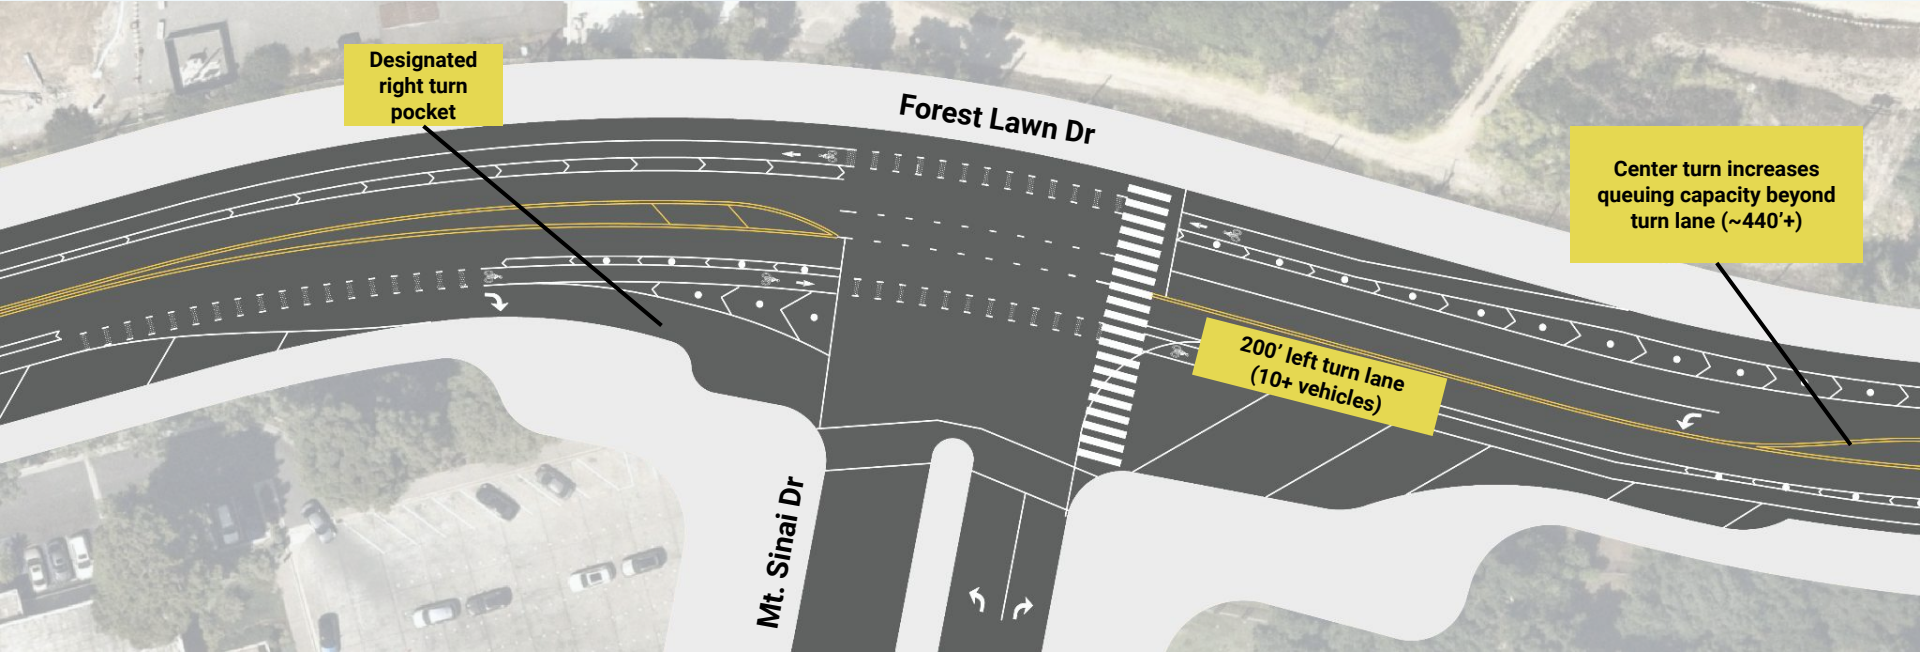 Designated
right turn
pocket
Forest Lawn Dr
Center turn increases
queuing capacity beyond
turn lane (~440’+)
200’ left turn lane
(10+ vehicles)
Mt. Sinai Dr